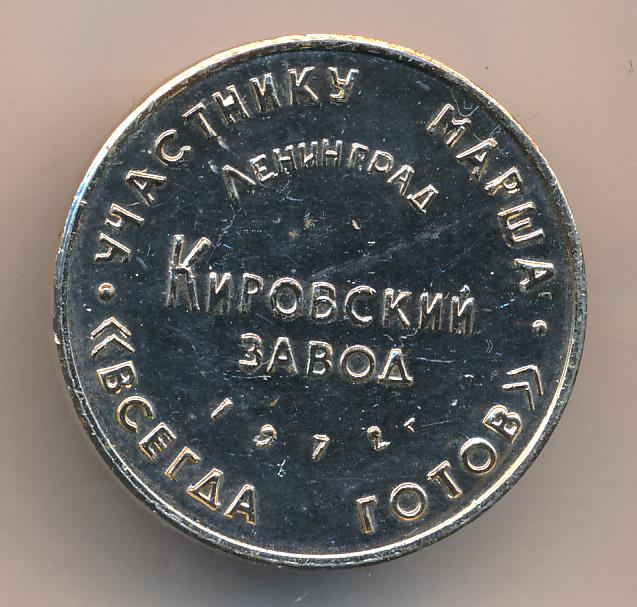 • УЧАСТНИКУ МАРША •
ЛЕНИНГРАД
КИРОВСКИЙ
ЗАВОД
1972 г
«ВСЕГДА ГОТОВ»